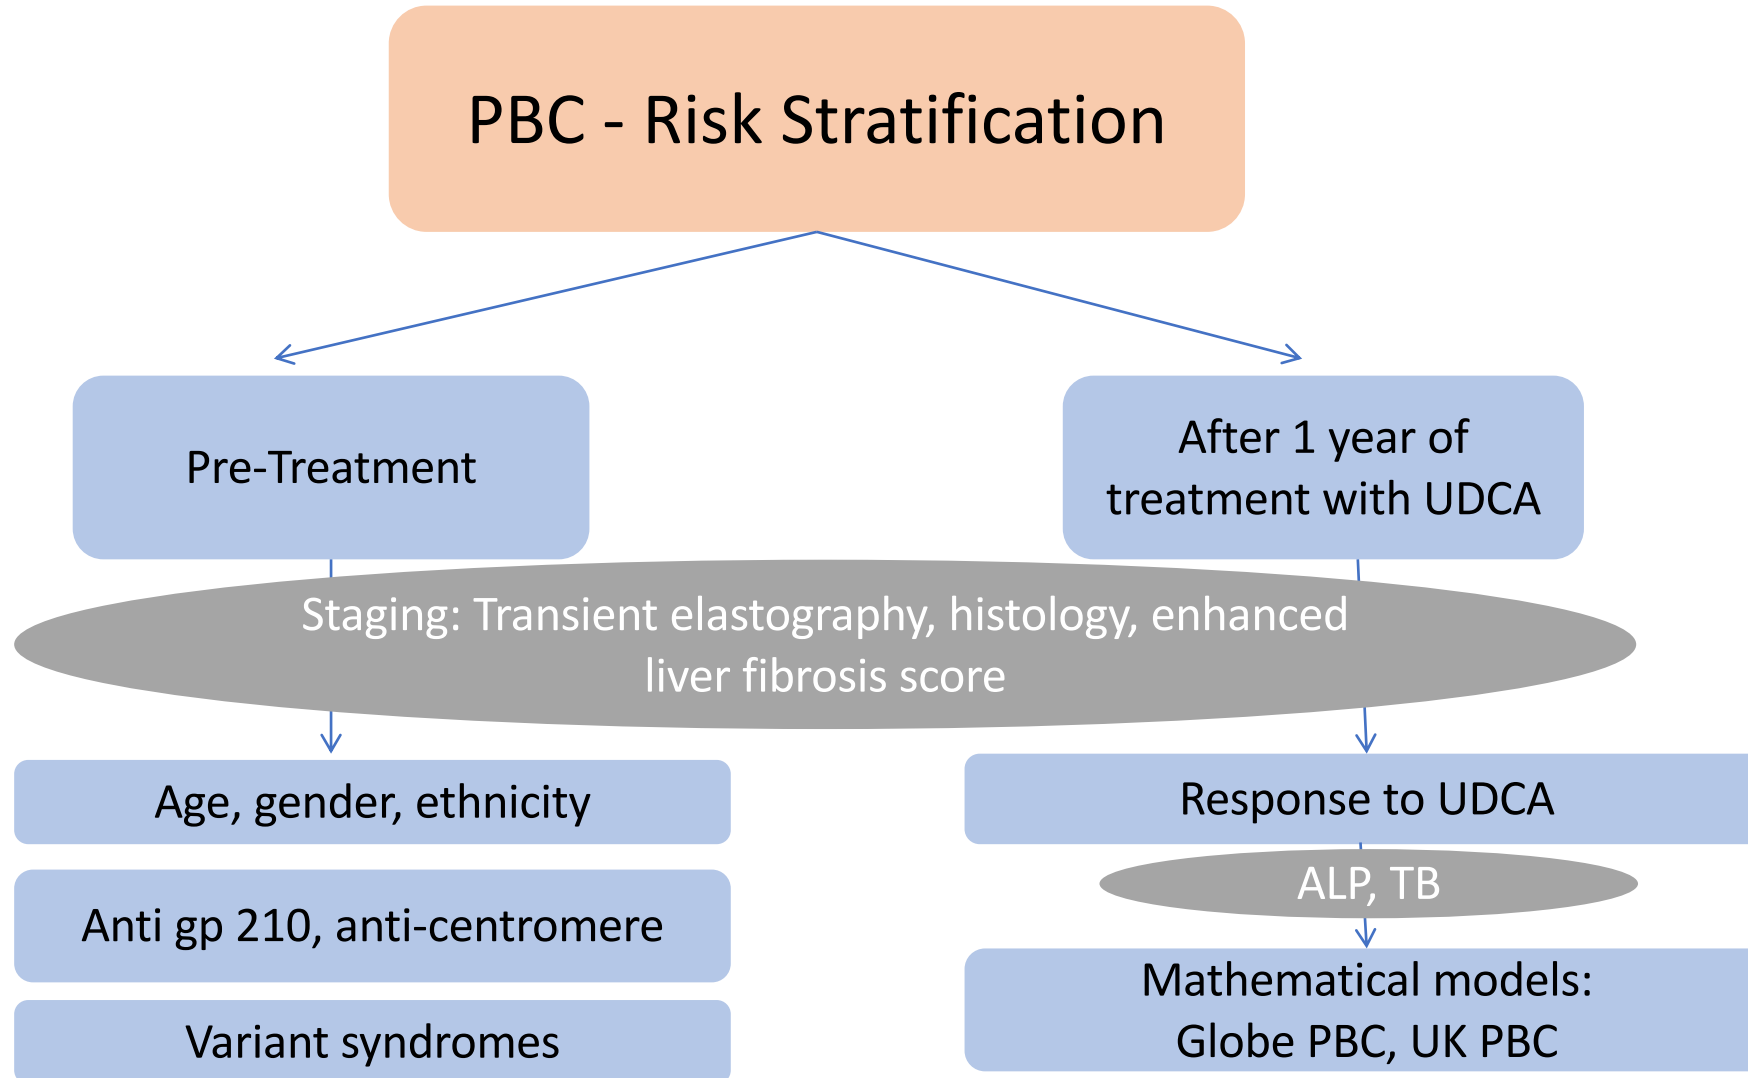 PBC - Risk Stratification
Pre-Treatment
After 1 year of
treatment with UDCA
Staging: Transient elastography, histology, enhanced
liver fibrosis score
Age, gender, ethnicity
Anti gp 210, anti-centromere
Variant syndromes
Response to UDCA
ALP, TB
Mathematical models:
Globe PBC, UK PBC